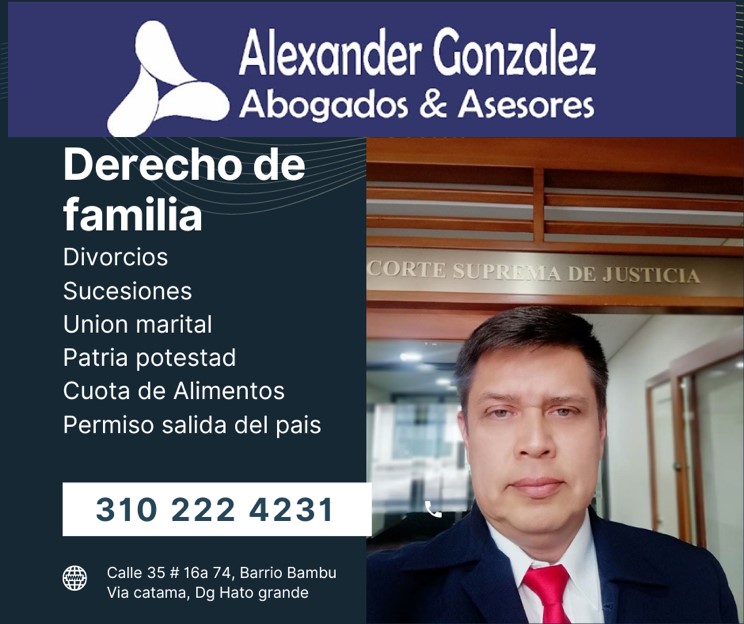 Alexander Gonzalez
Abogados & Asesores
Derecho de
familia
Divorcios
Sucesiones
Union marital
Patria potestad
Cuota de Alimentos
Permiso salida del pais
CORTE SUPREMA DE JUSTICIA
310 222 4231
Calle 35 # 16a 74, Barrio Bambu
Via catama, Dg Hato grande